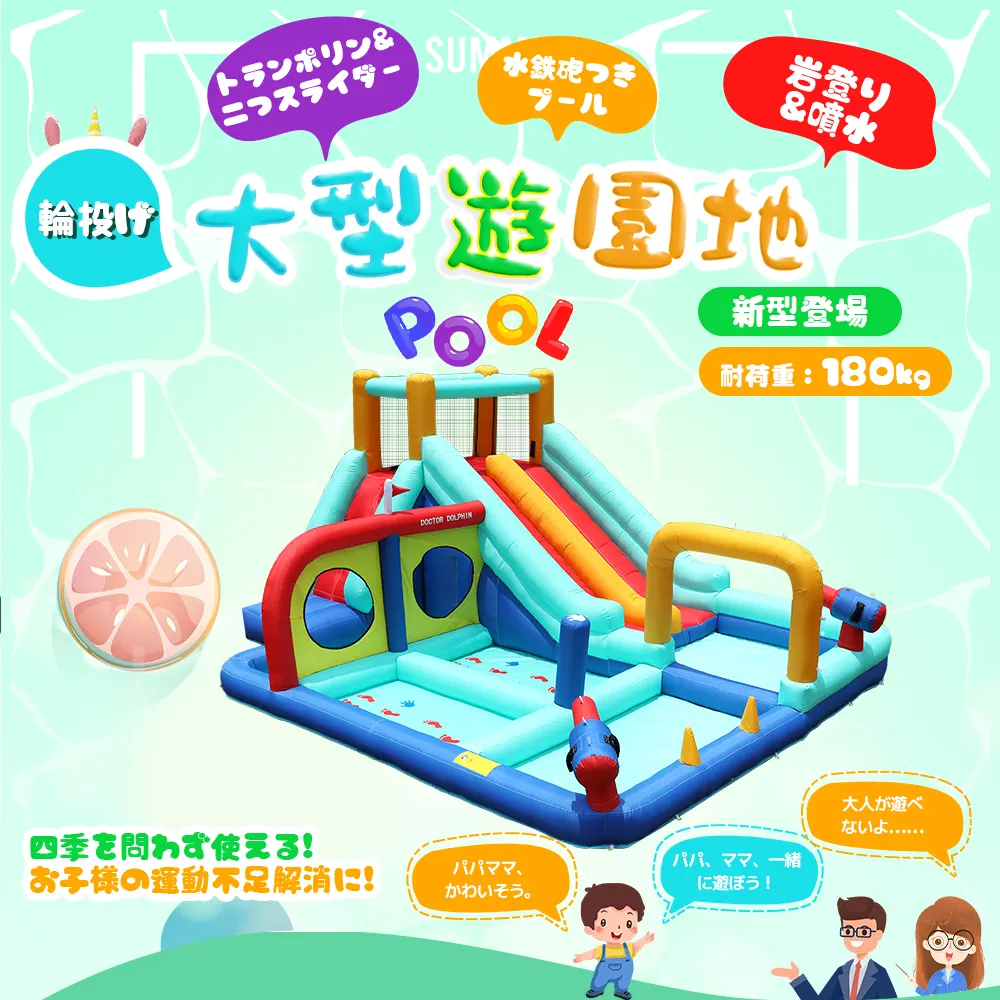 SUM
トランポリン&
二つスライダー
水鉄砲つき
プール
岩登り
&噴水
輪投げ
大型遊園地
POOL
新型登場
耐荷重：180kg
DOCTOR DOLPHIN
四季を問わず使える!
お子様の運動不足解消に!
パパママ、
かわいそう。
パパ、ママ、一緒
に遊ぼう！
大人が遊べ
ないよ……